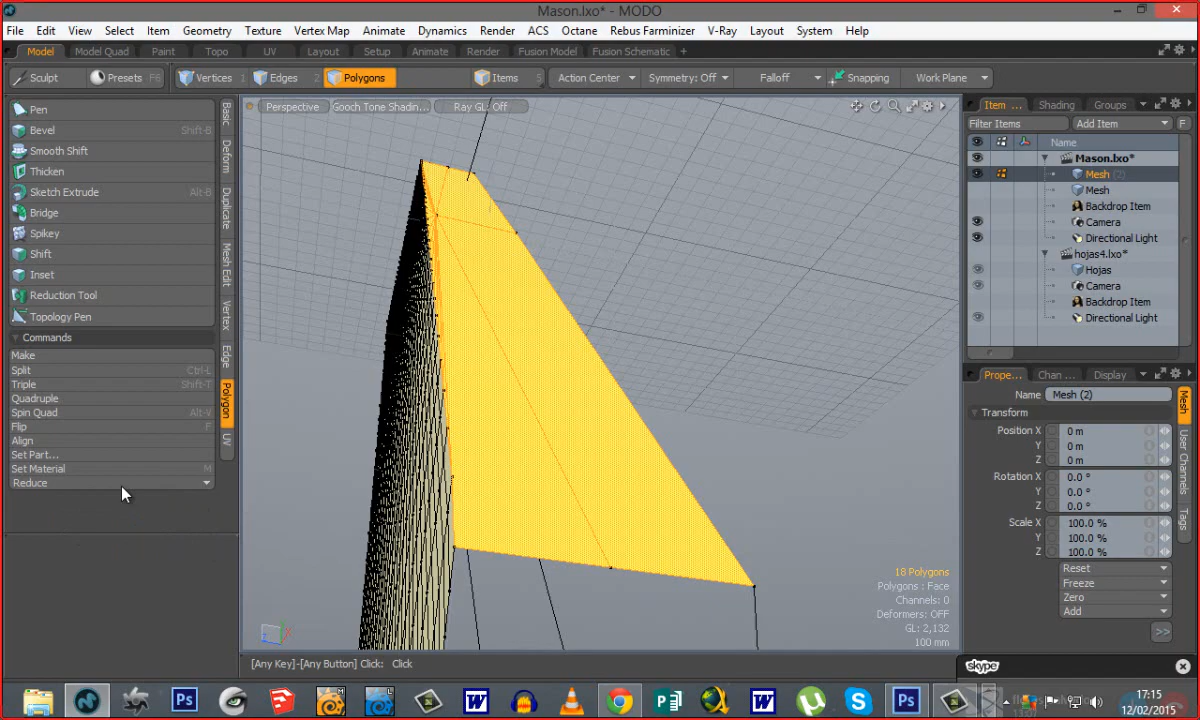 Mason.lxo* - MODO
File Edit View Select Item Geometry Texture Vertex Map Animate Dynamics Render ACS Octane Rebus Farminizer V-Ray Layout System Help
Model Model Quad Paint Topo UV Layout Setup Animate Render Fusion Model Fusion Schematic +
Sculpt Presets F6 Vertices 1 Edges 2 Polygons Items 5 Action Center Symmetry: Off Falloff Snapping Work Plane
Pen
Bevel Shift-B
Smooth Shift
Thicken
Sketch Extrude Alt-B
Bridge
Spikey
Shift
Inset
Reduction Tool
Topology Pen
Commands
Make
Split Ctrl-L
Triple Shift-T
Quadruple
Spin Quad Alt-V
Flip F
Align
Set Part...
Set Material M
Reduce
Basic
Deform
Duplicate
Mesh Edit
Vertex
Edge
Polygon
UV
Perspective Gooch Tone Shadin... Ray GL: Off
18 Polygons
Polygons : Face
Channels: 0
Deformers: OFF
GL: 2,132
100 mm
[Any Key]-[Any Button] Click: Click
Item ... Shading Groups
Filter Items Add Item F
Name
Mason.lxo*
Mesh (2)
Mesh
Backdrop Item
Camera
Directional Light
hojas4.lxo*
Hojas
Camera
Backdrop Item
Directional Light
Prope... Chan ... Display
Name Mesh (2)
Transform
Position X 0 m
Y 0 m
Z 0 m
Rotation X 0.0 °
Y 0.0 °
Z 0.0 °
Scale X 100.0 %
Y 100.0 %
Z 100.0 %
Reset
Freeze
Zero
Add
>>
Mesh
User Channels
Tags
skype
17:15
12/02/2015